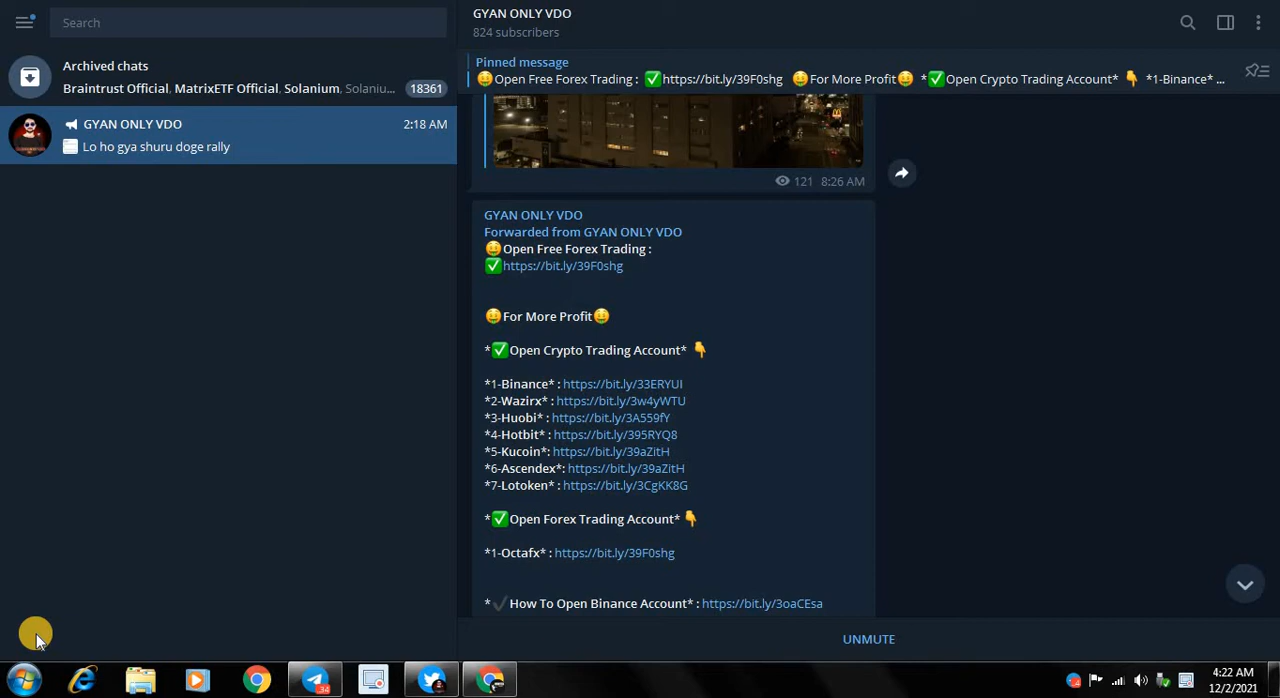 Search
Archived chats
Braintrust Official, MatrixETF Official, Solanium, Solaniu...
18361
GYAN ONLY VDO
2:18 AM
Lo ho gya shuru doge rally
GYAN ONLY VDO
824 subscribers
Pinned message
🤑Open Free Forex Trading : ✅https://bit.ly/39F0shg 🤑For More Profit🤑 *✅Open Crypto Trading Account* 👇 *1-Binance* ...
121 8:26 AM
GYAN ONLY VDO
Forwarded from GYAN ONLY VDO
🤑Open Free Forex Trading :
✅https://bit.ly/39F0shg
🤑For More Profit🤑
*✅Open Crypto Trading Account* 👇
*1-Binance* : https://bit.ly/33ERYUI
*2-Wazirx* : https://bit.ly/3w4yWTU
*3-Huobi* : https://bit.ly/3A559fY
*4-Hotbit* : https://bit.ly/395RYQ8
*5-Kucoin*: https://bit.ly/39aZitH
*6-Ascendex*: https://bit.ly/39aZitH
*7-Lotoken* : https://bit.ly/3CgKK8G
*✅Open Forex Trading Account* 👇
*1-Octafx* : https://bit.ly/39F0shg
*✔️How To Open Binance Account* : https://bit.ly/3oaCEsa
UNMUTE
34
4:22 AM
12/2/2021